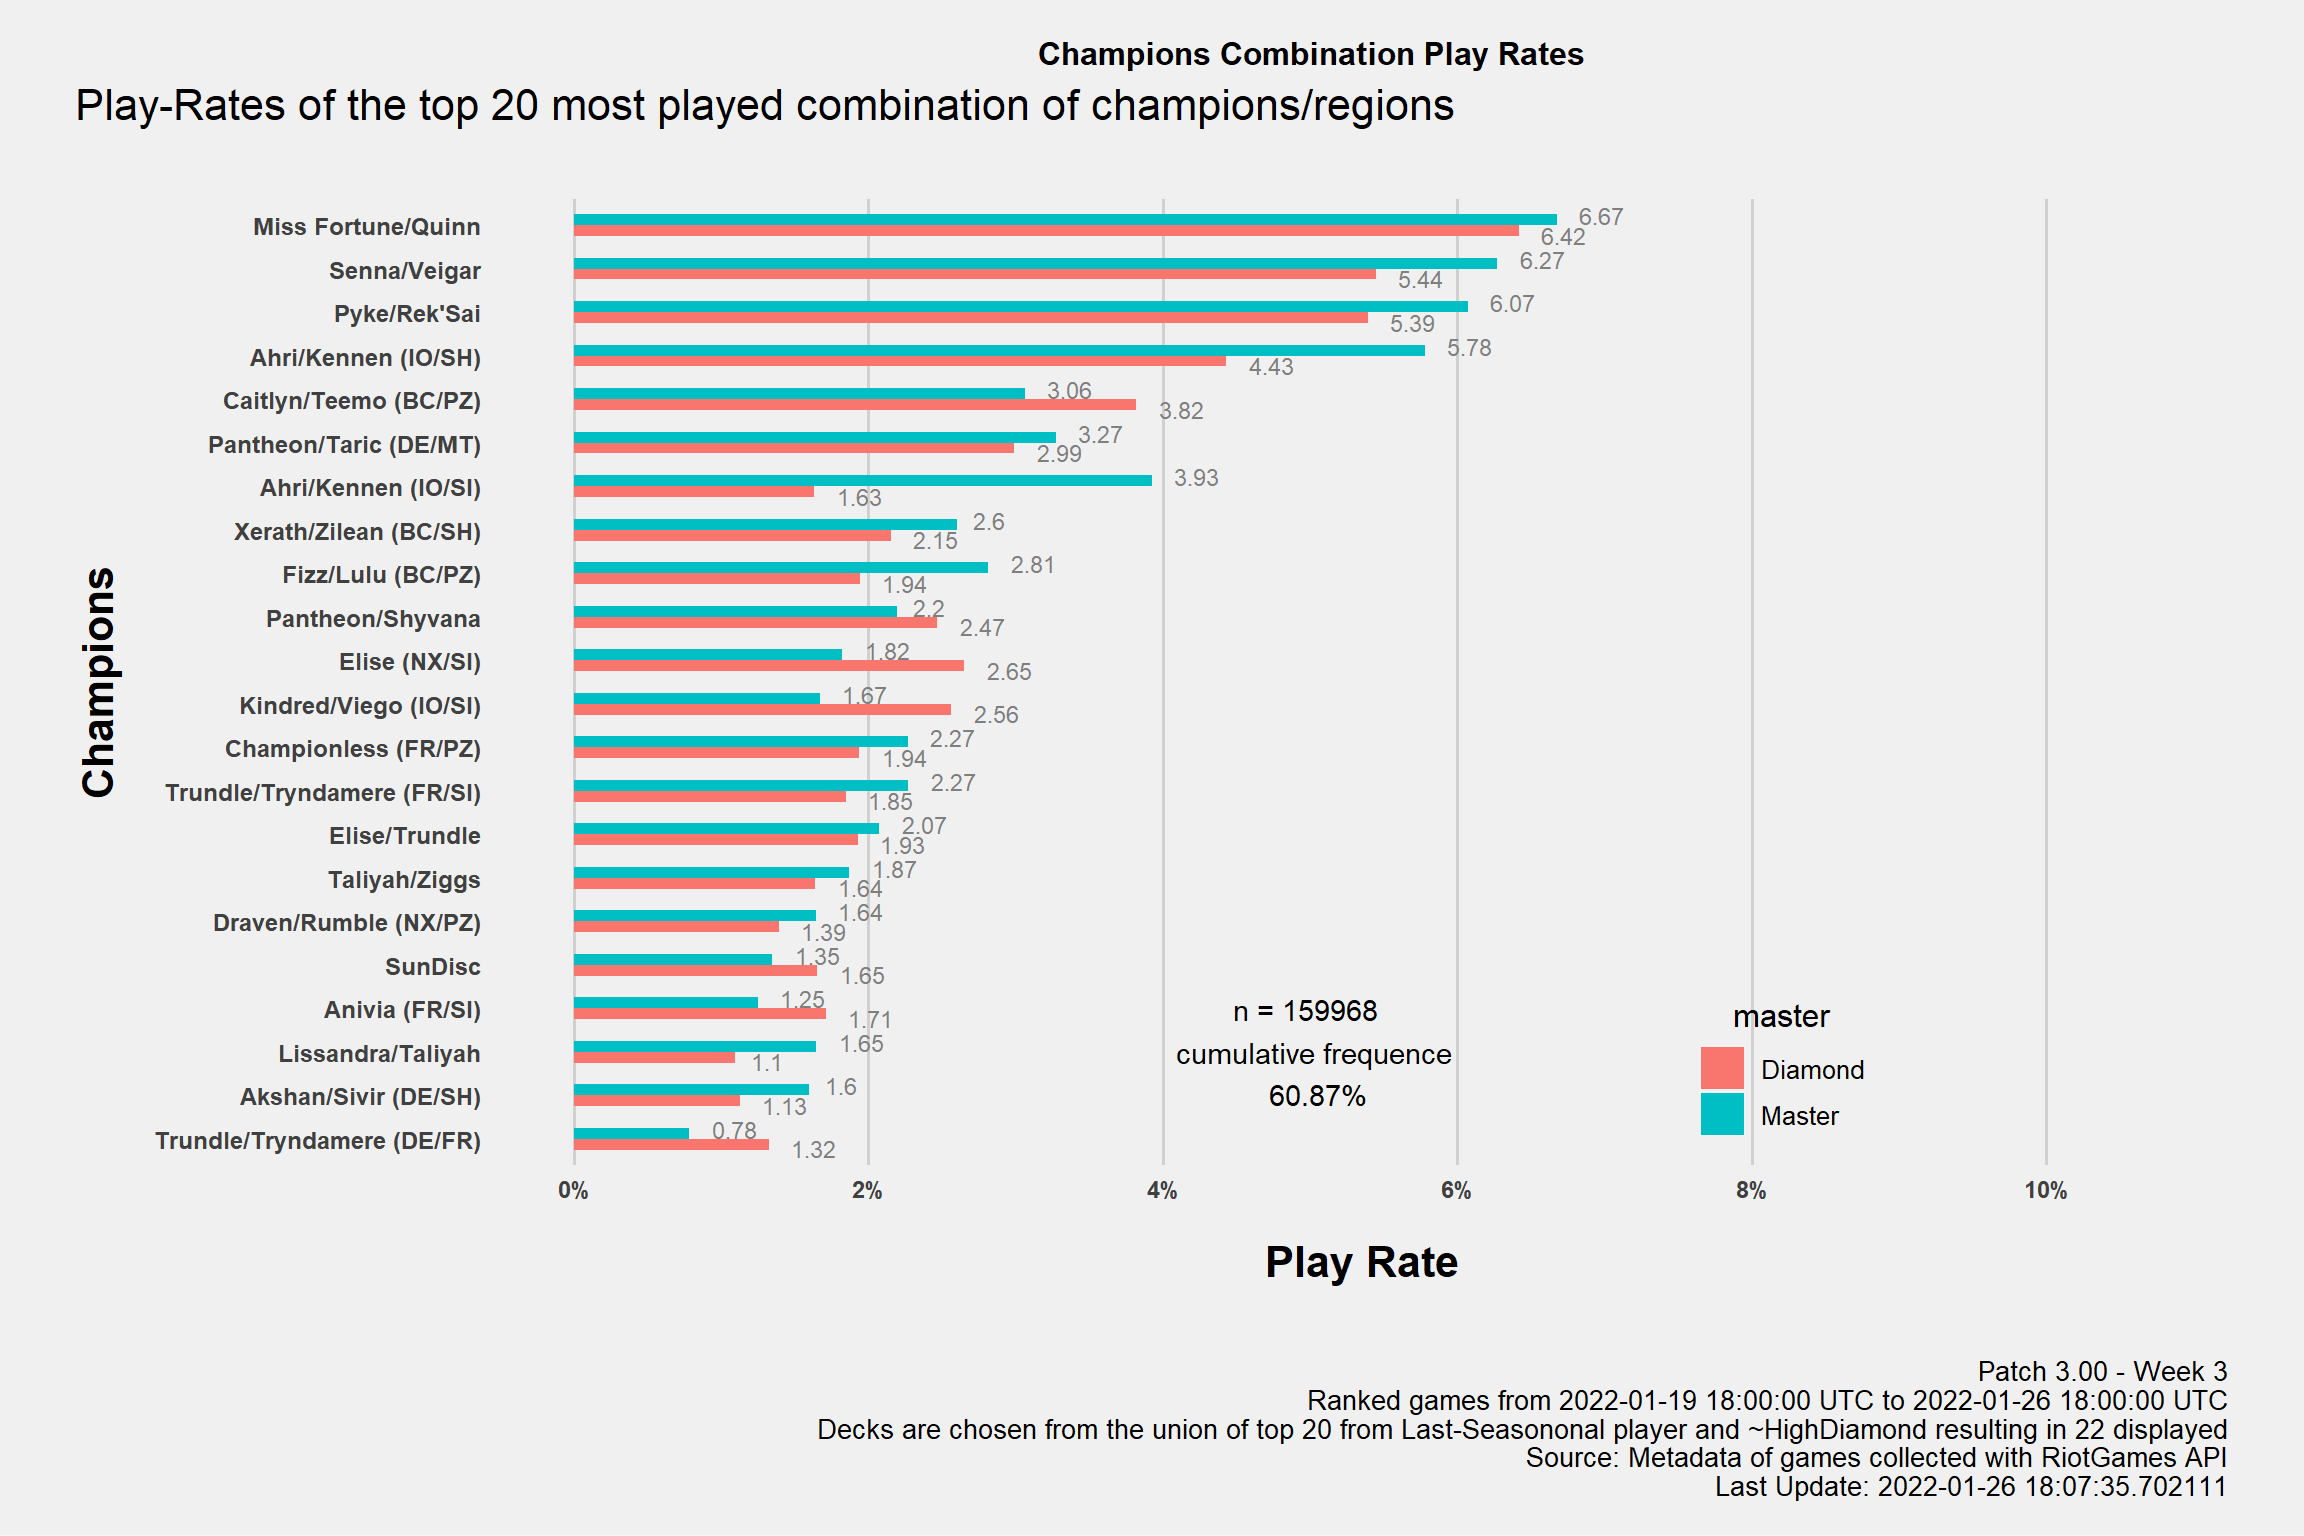 Champions Combination Play Rates
Play-Rates of the top 20 most played combination of champions/regions
Champions
Miss Fortune/Quinn 6.67
6.42
Senna/Veigar 6.27
5.44
Pyke/Rek'Sai 6.07
5.39
Ahri/Kennen (IO/SH) 5.78
4.43
Caitlyn/Teemo (BC/PZ) 3.06
3.82
Pantheon/Taric (DE/MT) 3.27
2.99
Ahri/Kennen (IO/SI) 3.93
1.63
Xerath/Zilean (BC/SH) 2.6
2.15
Fizz/Lulu (BC/PZ) 2.81
1.94
Pantheon/Shyvana 2.2
2.47
Elise (NX/SI) 1.82
2.65
Kindred/Viego (IO/SI) 1.67
2.56
Championless (FR/PZ) 2.27
1.94
Trundle/Tryndamere (FR/SI) 2.27
1.85
Elise/Trundle 2.07
1.93
Taliyah/Ziggs 1.87
1.64
Draven/Rumble (NX/PZ) 1.64
1.39
SunDisc 1.35
1.65
Anivia (FR/SI) 1.25
1.71
Lissandra/Taliyah 1.65
1.1
Akshan/Sivir (DE/SH) 1.6
1.13
Trundle/Tryndamere (DE/FR) 0.78
1.32
n = 159968
cumulative frequence
60.87%
master
Diamond
Master
0% 2% 4% 6% 8% 10%
Play Rate
Patch 3.00 - Week 3
Ranked games from 2022-01-19 18:00:00 UTC to 2022-01-26 18:00:00 UTC
Decks are chosen from the union of top 20 from Last-Seasononal player and ~HighDiamond resulting in 22 displayed
Source: Metadata of games collected with RiotGames API
Last Update: 2022-01-26 18:07:35.702111